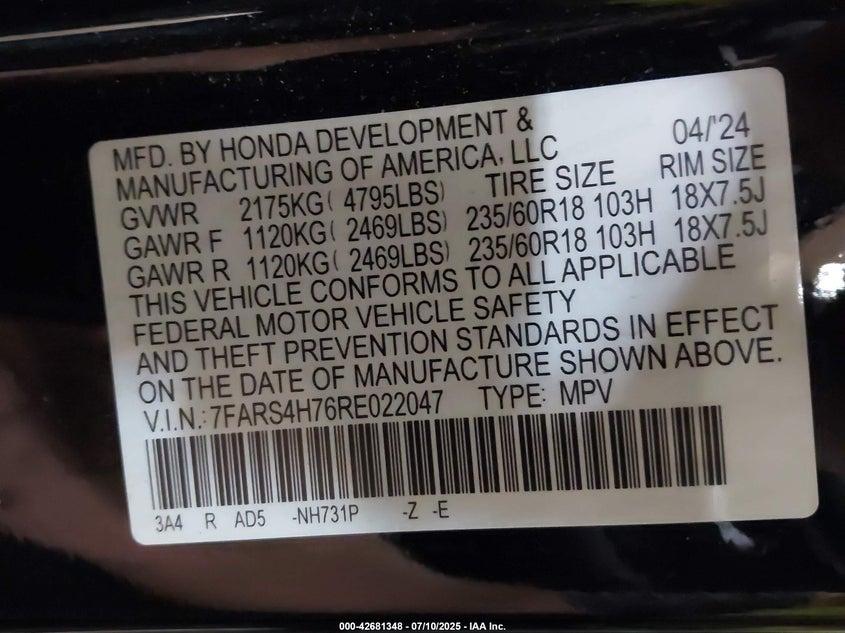 MFD. BY HONDA DEVELOPMENT & 04/'24
MANUFACTURING OF AMERICA, LLC
TIRE SIZE RIM SIZE
GVWR 2175KG( 4795LBS)
GAWR F 1120KG( 2469LBS) 235/60R18 103H 18X7.5J
GAWR R 1120KG( 2469LBS) 235/60R18 103H 18X7.5J
THIS VEHICLE CONFORMS TO ALL APPLICABLE
FEDERAL MOTOR VEHICLE SAFETY
AND THEFT PREVENTION STANDARDS IN EFFECT
ON THE DATE OF MANUFACTURE SHOWN ABOVE.
V.I.N.: 7FARS4H76RE022047 TYPE: MPV
3A4 R AD5 -NH731P -Z -E
000-42681348 - 07/10/2025 - IAA Inc.